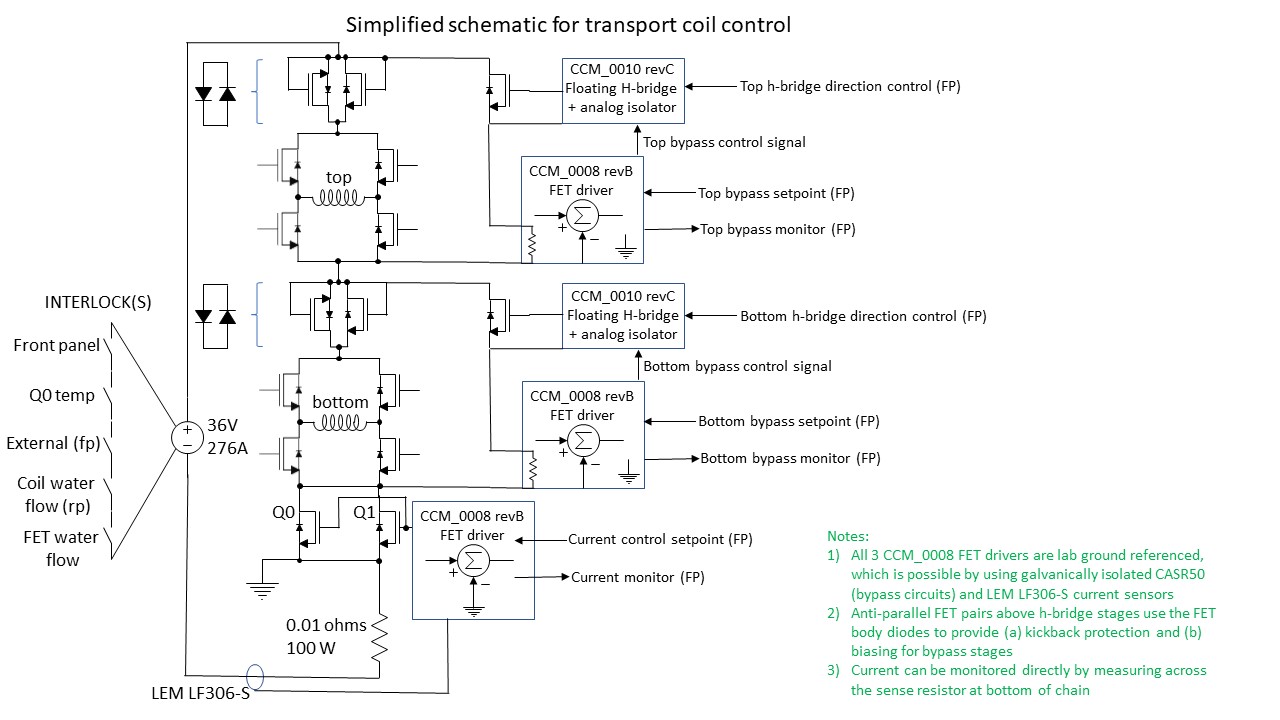 Simplified schematic for transport coil control
CCM_0010 revC
Floating H-bridge
+ analog isolator
Top h-bridge direction control (FP)
Top bypass control signal
top
CCM_0008 revB
FET driver
Σ
+
−
Top bypass setpoint (FP)
Top bypass monitor (FP)
CCM_0010 revC
Floating H-bridge
+ analog isolator
Bottom h-bridge direction control (FP)
Bottom bypass control signal
bottom
CCM_0008 revB
FET driver
Σ
+
−
Bottom bypass setpoint (FP)
Bottom bypass monitor (FP)
INTERLOCK(S)
Front panel
Q0 temp
External (fp)
Coil water
flow (rp)
FET water
flow
+
−
36V
276A
Q0
Q1
CCM_0008 revB
FET driver
Σ
+
−
Current control setpoint (FP)
Current monitor (FP)
0.01 ohms
100 W
LEM LF306-S
Notes:
1) All 3 CCM_0008 FET drivers are lab ground referenced,
which is possible by using galvanically isolated CASR50
(bypass circuits) and LEM LF306-S current sensors
2) Anti-parallel FET pairs above h-bridge stages use the FET
body diodes to provide (a) kickback protection and (b)
biasing for bypass stages
3) Current can be monitored directly by measuring across
the sense resistor at bottom of chain